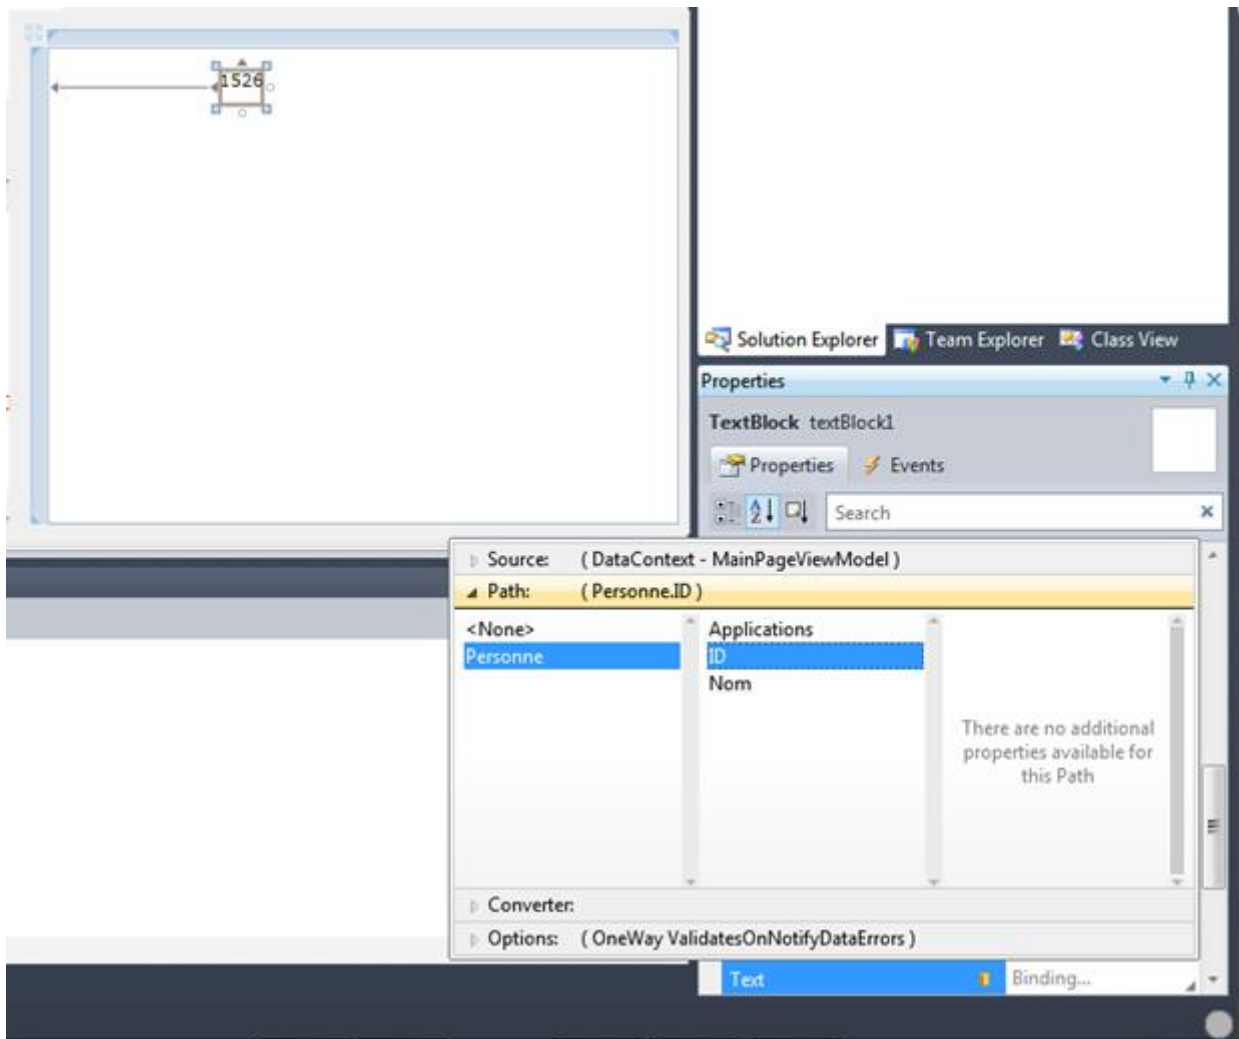 1526
Solution Explorer Team Explorer Class View
Properties
TextBlock textBlock1
Properties Events
Search
Source: ( DataContext - MainPageViewModel )
Path: ( Personne.ID )
<None> Applications
Personne ID
Nom
There are no additional
properties available for
this Path
Converter:
Options: ( OneWay ValidatesOnNotifyDataErrors )
Text Binding...